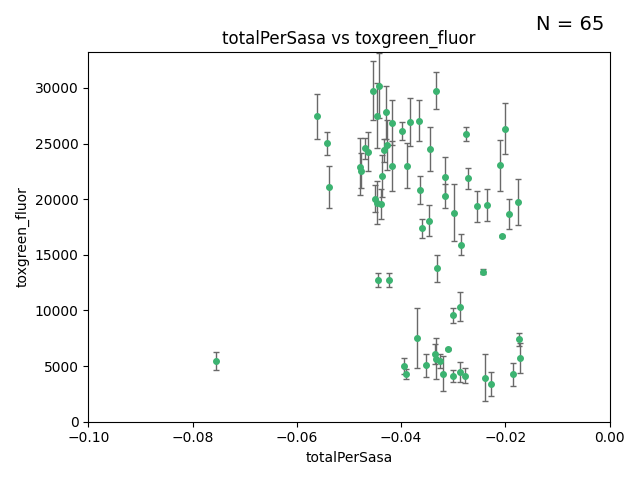 N = 65
totalPerSasa vs toxgreen_fluor
toxgreen_fluor
30000
25000
20000
15000
10000
5000
0
−0.10 −0.08 −0.06 −0.04 −0.02 0.00
totalPerSasa